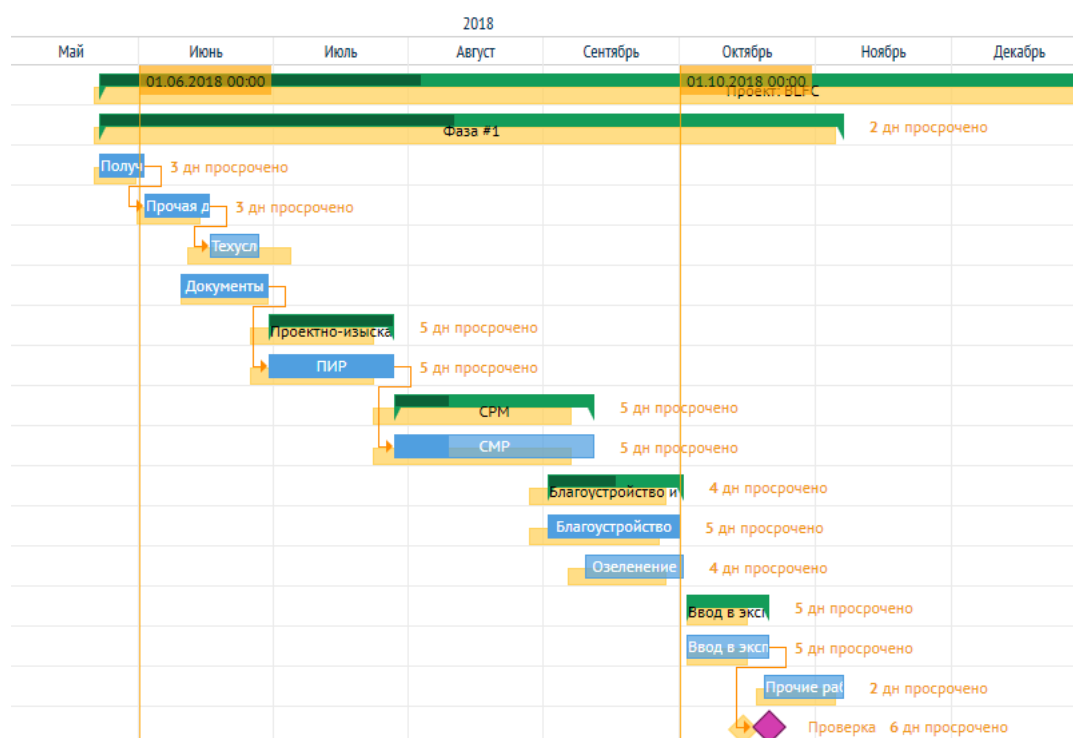 2018
Май Июнь Июль Август Сентябрь Октябрь Ноябрь Декабрь
01.06.2018 00:00 01.10.2018 00:00
Проект: BLFC
Фаза #1 2 дн просрочено
Получ 3 дн просрочено
Прочая д 3 дн просрочено
Техусл
Документы
Проектно-изыска 5 дн просрочено
ПИР 5 дн просрочено
СРМ 5 дн просрочено
СМР 5 дн просрочено
Благоустройство и 4 дн просрочено
Благоустройство 5 дн просрочено
Озеленение 4 дн просрочено
Ввод в эксп 5 дн просрочено
Ввод в эксп 5 дн просрочено
Прочие раб 2 дн просрочено
Проверка 6 дн просрочено